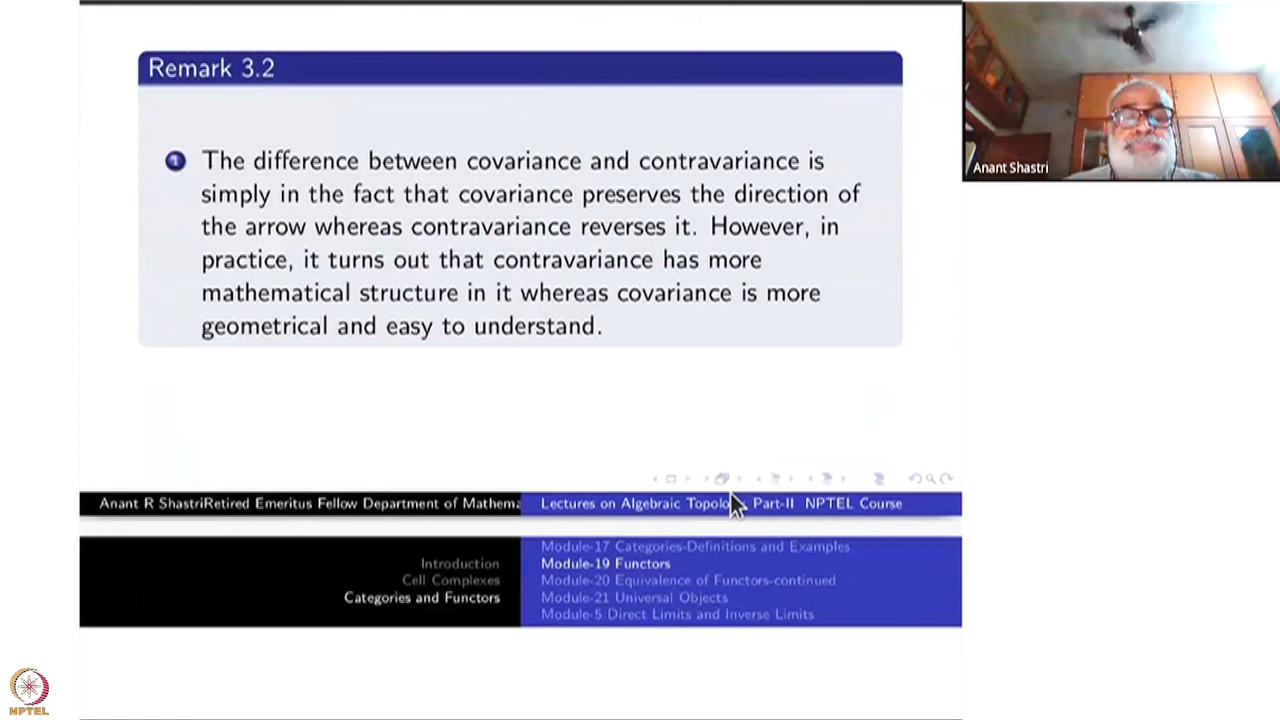 Remark 3.2
Anant Shastri
1 The difference between covariance and contravariance is
simply in the fact that covariance preserves the direction of
the arrow whereas contravariance reverses it. However, in
practice, it turns out that contravariance has more
mathematical structure in it whereas covariance is more
geometrical and easy to understand.
Anant R ShastriRetired Emeritus Fellow Department of Mathema
Lectures on Algebraic Topolo Part-II NPTEL Course
Introduction
Cell Complexes
Categories and Functors
Module-17 Categories-Definitions and Examples
Module-19 Functors
Module-20 Equivalence of Functors-continued
Module-21 Universal Objects
Module-5 Direct Limits and Inverse Limits
NPTEL